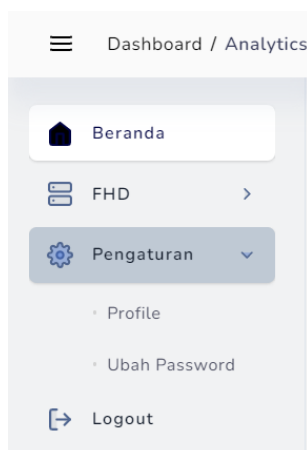 Dashboard / Analytics
Beranda
FHD
Pengaturan
Profile
Ubah Password
Logout